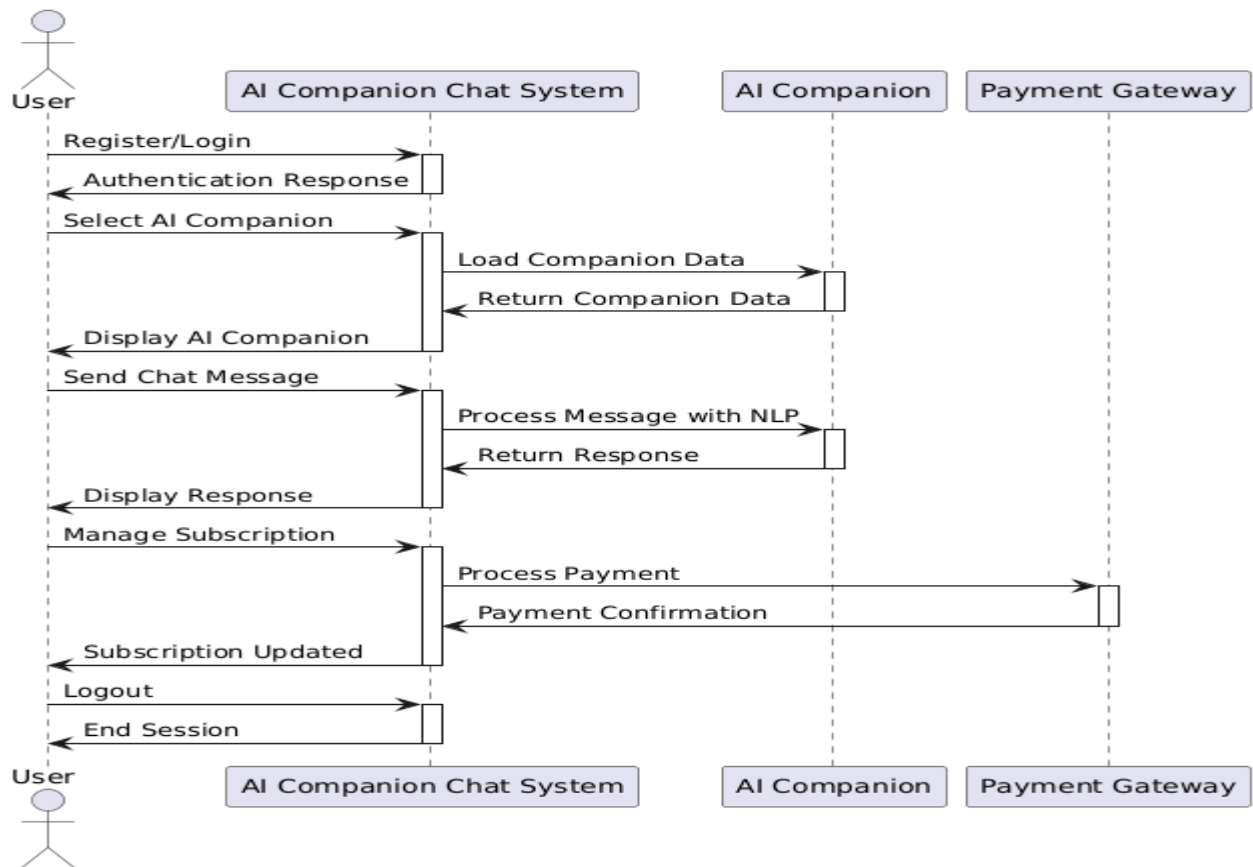 User
AI Companion Chat System
AI Companion
Payment Gateway
Register/Login
Authentication Response
Select AI Companion
Load Companion Data
Return Companion Data
Display AI Companion
Send Chat Message
Process Message with NLP
Return Response
Display Response
Manage Subscription
Process Payment
Payment Confirmation
Subscription Updated
Logout
End Session
User
AI Companion Chat System
AI Companion
Payment Gateway